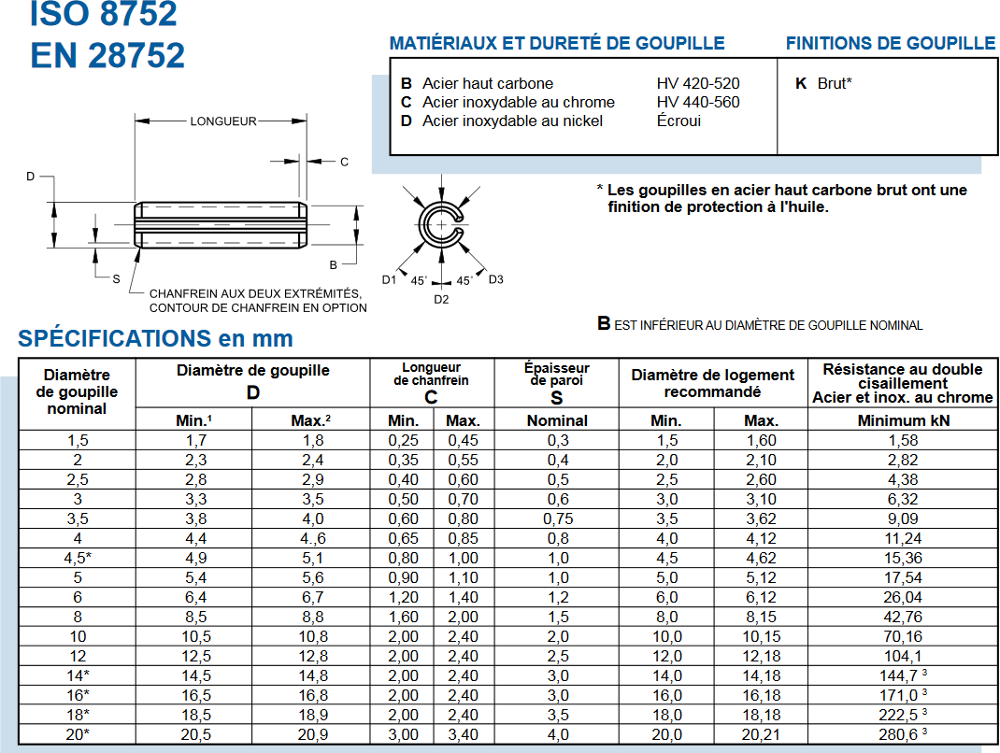 ISO 8752
EN 28752
MATIÉRIAUX ET DURETÉ DE GOUPILLE
FINITIONS DE GOUPILLE
B Acier haut carbone HV 420-520
C Acier inoxydable au chrome HV 440-560
D Acier inoxydable au nickel Écroui
K Brut*
* Les goupilles en acier haut carbone brut ont une
finition de protection à l'huile.
LONGUEUR
C
D
S
B
D1 45° 45° D3
D2
CHANFREIN AUX DEUX EXTRÉMITÉS,
CONTOUR DE CHANFREIN EN OPTION
B EST INFÉRIEUR AU DIAMÈTRE DE GOUPILLE NOMINAL
SPÉCIFICATIONS en mm
Diamètre
de goupille
nominal
Diamètre de goupille
D
Longueur
de chanfrein
C
Épaisseur
de paroi
S
Diamètre de logement
recommandé
Résistance au double
cisaillement
Acier et inox. au chrome
Min.¹ Max.² Min. Max. Nominal Min. Max. Minimum kN
1,5 1,7 1,8 0,25 0,45 0,3 1,5 1,60 1,58
2 2,3 2,4 0,35 0,55 0,4 2,0 2,10 2,82
2,5 2,8 2,9 0,40 0,60 0,5 2,5 2,60 4,38
3 3,3 3,5 0,50 0,70 0,6 3,0 3,10 6,32
3,5 3,8 4,0 0,60 0,80 0,75 3,5 3,62 9,09
4 4,4 4.,6 0,65 0,85 0,8 4,0 4,12 11,24
4,5* 4,9 5,1 0,80 1,00 1,0 4,5 4,62 15,36
5 5,4 5,6 0,90 1,10 1,0 5,0 5,12 17,54
6 6,4 6,7 1,20 1,40 1,2 6,0 6,12 26,04
8 8,5 8,8 1,60 2,00 1,5 8,0 8,15 42,76
10 10,5 10,8 2,00 2,40 2,0 10,0 10,15 70,16
12 12,5 12,8 2,00 2,40 2,5 12,0 12,18 104,1
14* 14,5 14,8 2,00 2,40 3,0 14,0 14,18 144,7 ³
16* 16,5 16,8 2,00 2,40 3,0 16,0 16,18 171,0 ³
18* 18,5 18,9 2,00 2,40 3,5 18,0 18,18 222,5 ³
20* 20,5 20,9 3,00 3,40 4,0 20,0 20,21 280,6 ³